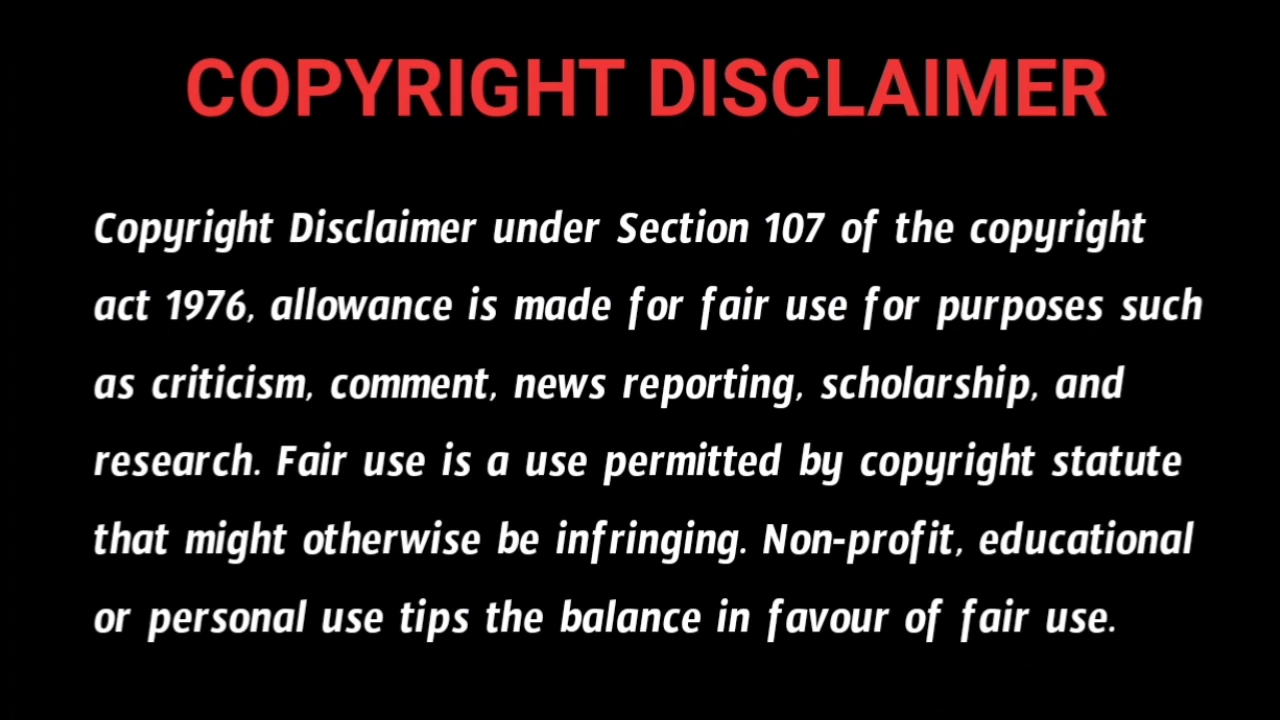 COPYRIGHT DISCLAIMER
Copyright Disclaimer under Section 107 of the copyright
act 1976, allowance is made for fair use for purposes such
as criticism, comment, news reporting, scholarship, and
research. Fair use is a use permitted by copyright statute
that might otherwise be infringing. Non-profit, educational
or personal use tips the balance in favour of fair use.